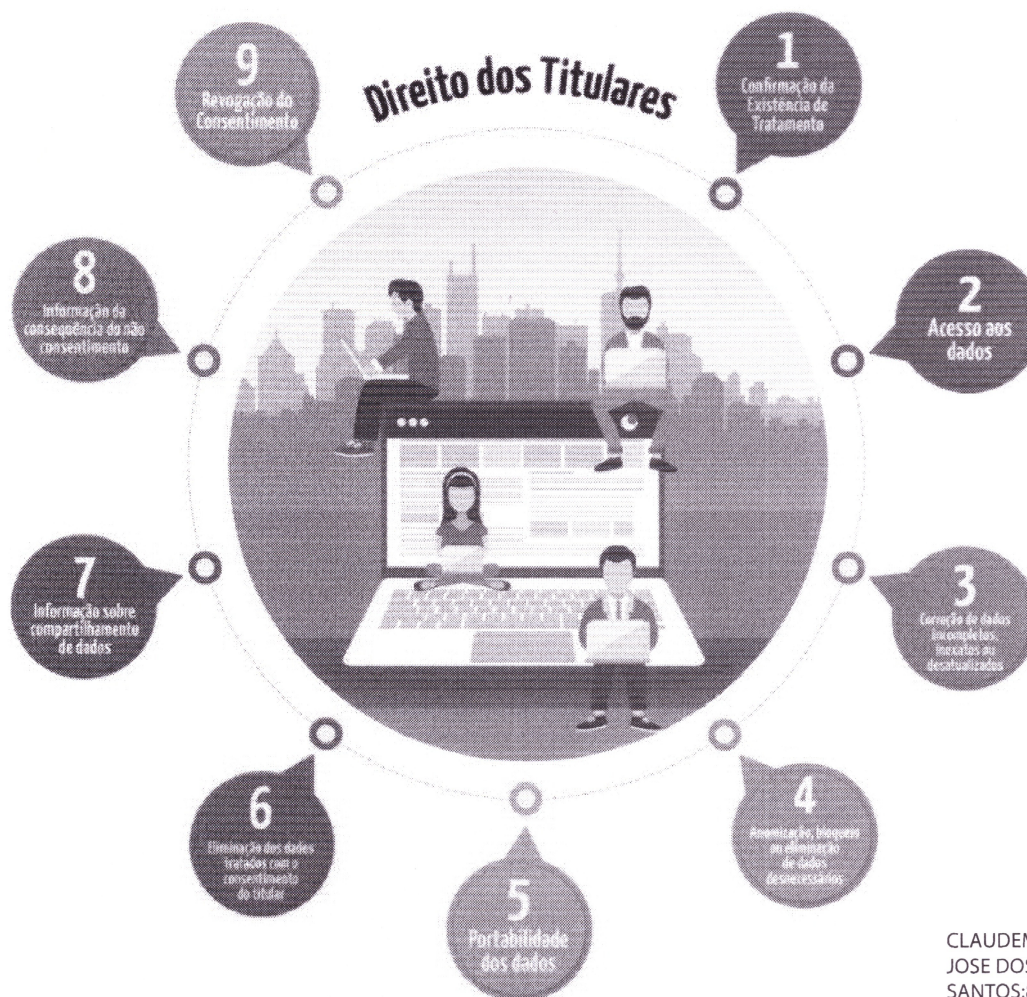 Direito dos Titulares
1
Confirmação da
Existência de
Tratamento
2
Acesso aos
dados
3
Correção de dados
incompletos,
inexatos ou
desatualizados
4
Anomização, bloqueio
ou eliminação
de dados
desnecessários
5
Portabilidade
dos dados
6
Eliminação dos dados
tratados com o
consentimento
do titular
7
Informação sobre
compartilhamento
de dados
8
Informação da
consequência do não
consentimento
9
Revogação do
Consentimento
CLAUDEM
JOSE DOS
SANTOS: